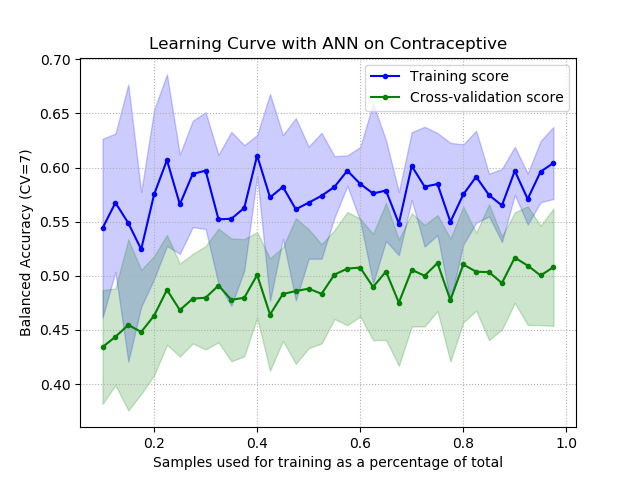 Learning Curve with ANN on Contraceptive
Training score
Cross-validation score
Balanced Accuracy (CV=7)
0.70
0.65
0.60
0.55
0.50
0.45
0.40
0.2 0.4 0.6 0.8 1.0
Samples used for training as a percentage of total